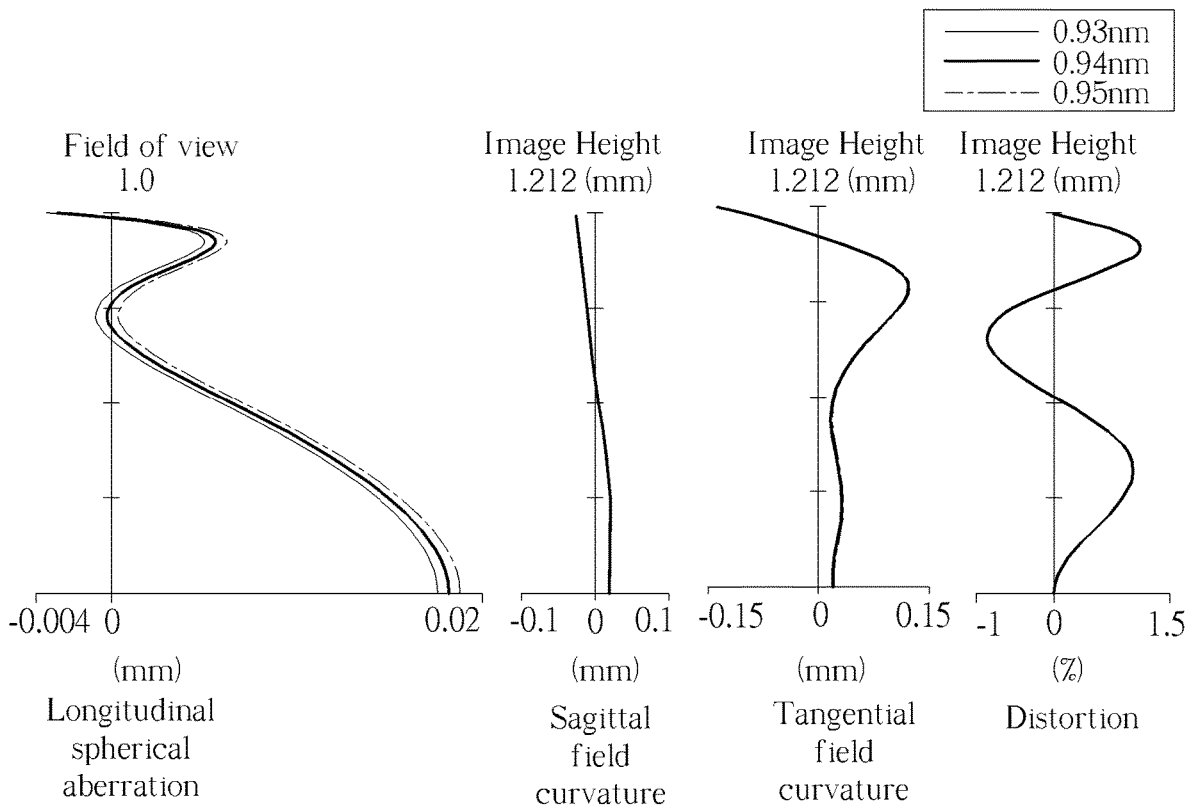 0.93nm
0.94nm
0.95nm
Field of view
1.0
Image Height
1.212 (mm)
Image Height
1.212 (mm)
Image Height
1.212 (mm)
-0.004 0 0.02
-0.1 0 0.1
-0.15 0 0.15
-1 0 1.5
(mm)
(mm)
(mm)
(%)
Longitudinal
spherical
aberration
Sagittal
field
curvature
Tangential
field
curvature
Distortion